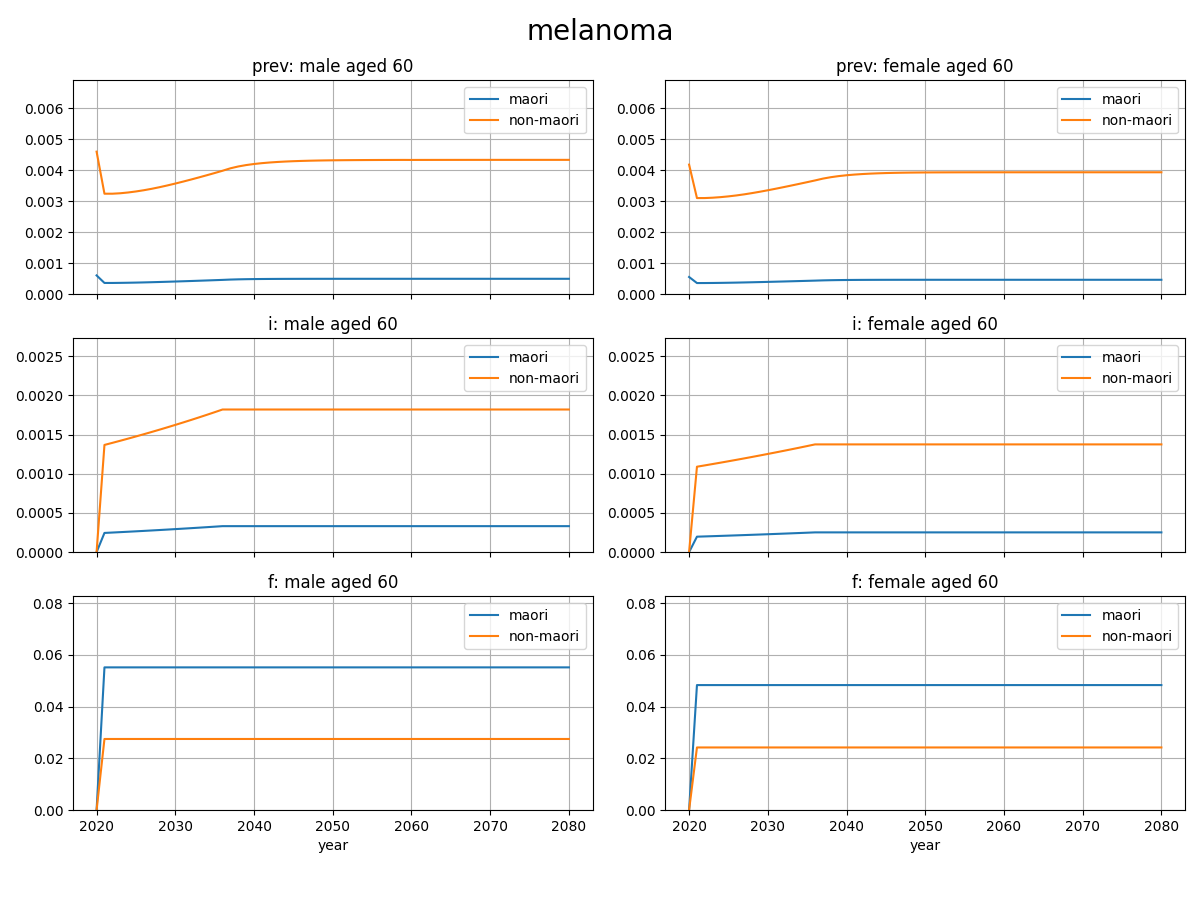 melanoma
prev: male aged 60
0.006
0.005
0.004
0.003
0.002
0.001
0.000
maori
non-maori
prev: female aged 60
0.006
0.005
0.004
0.003
0.002
0.001
0.000
maori
non-maori
i: male aged 60
0.0025
0.0020
0.0015
0.0010
0.0005
0.0000
maori
non-maori
i: female aged 60
0.0025
0.0020
0.0015
0.0010
0.0005
0.0000
maori
non-maori
f: male aged 60
0.08
0.06
0.04
0.02
0.00
maori
non-maori
2020 2030 2040 2050 2060 2070 2080
year
f: female aged 60
0.08
0.06
0.04
0.02
0.00
maori
non-maori
2020 2030 2040 2050 2060 2070 2080
year